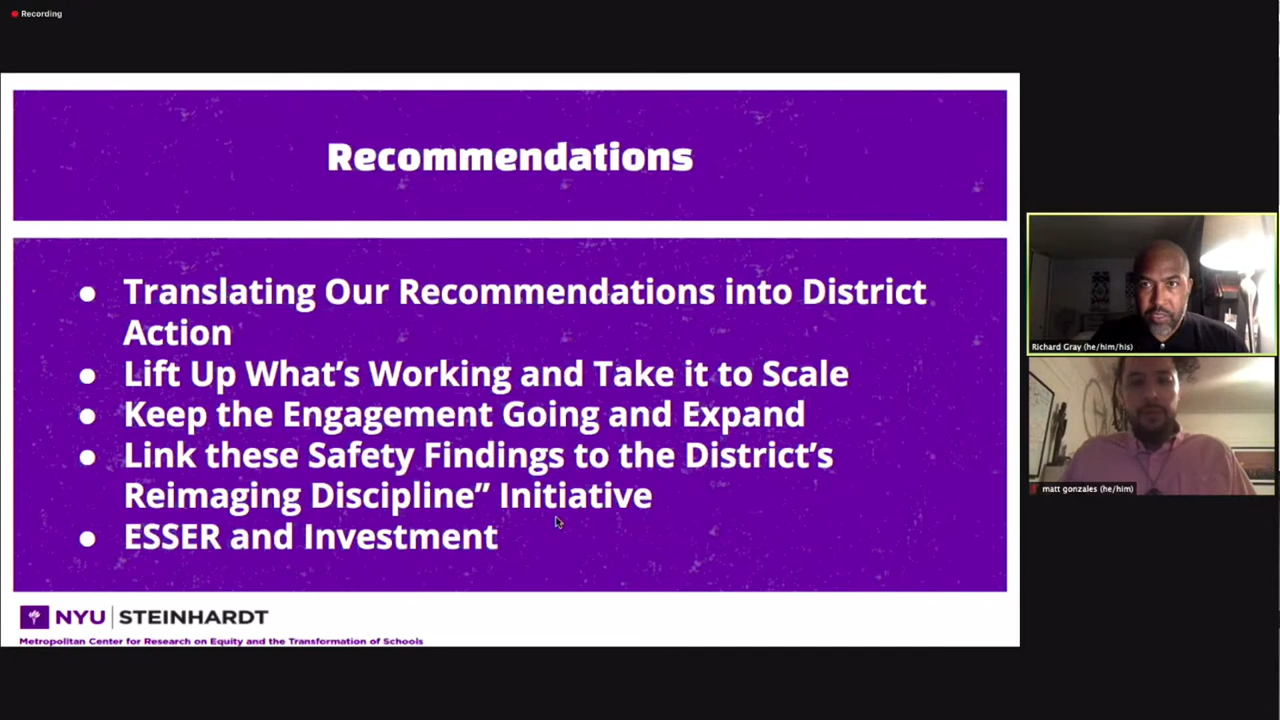 Recording
Recommendations
● Translating Our Recommendations into District
Action
● Lift Up What’s Working and Take it to Scale
● Keep the Engagement Going and Expand
● Link these Safety Findings to the District’s
Reimaging Discipline” Initiative
● ESSER and Investment
NYU STEINHARDT
Metropolitan Center for Research on Equity and the Transformation of Schools
Richard Gray (he/him/his)
matt gonzales (he/him)